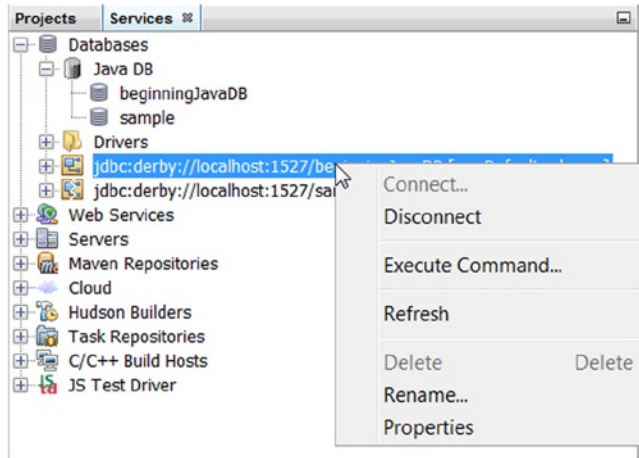 Projects Services
Databases
Java DB
beginningJavaDB
sample
Drivers
jdbc:derby://localhost:1527/be
jdbc:derby://localhost:1527/sa
Web Services
Servers
Maven Repositories
Cloud
Hudson Builders
Task Repositories
C/C++ Build Hosts
JS Test Driver
Connect...
Disconnect
Execute Command...
Refresh
Delete Delete
Rename...
Properties